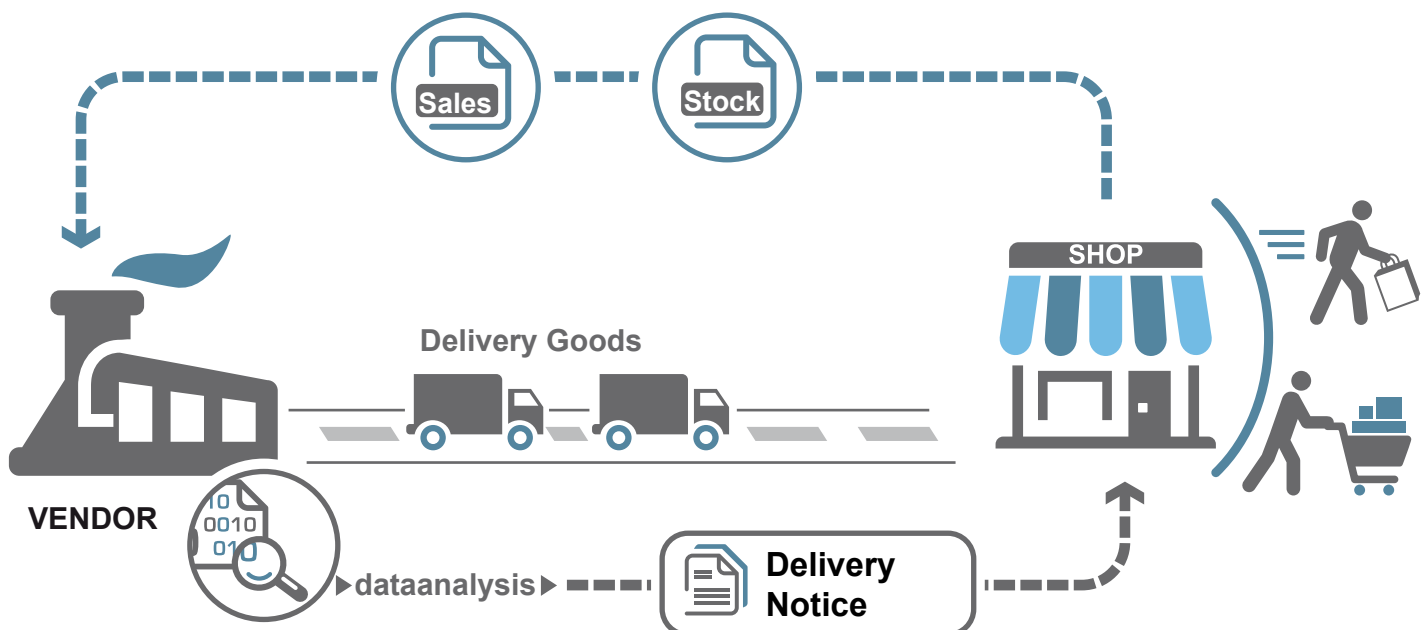 Sales
Stock
SHOP
Delivery Goods
VENDOR
10
0010
010
dataanalysis
Delivery
Notice